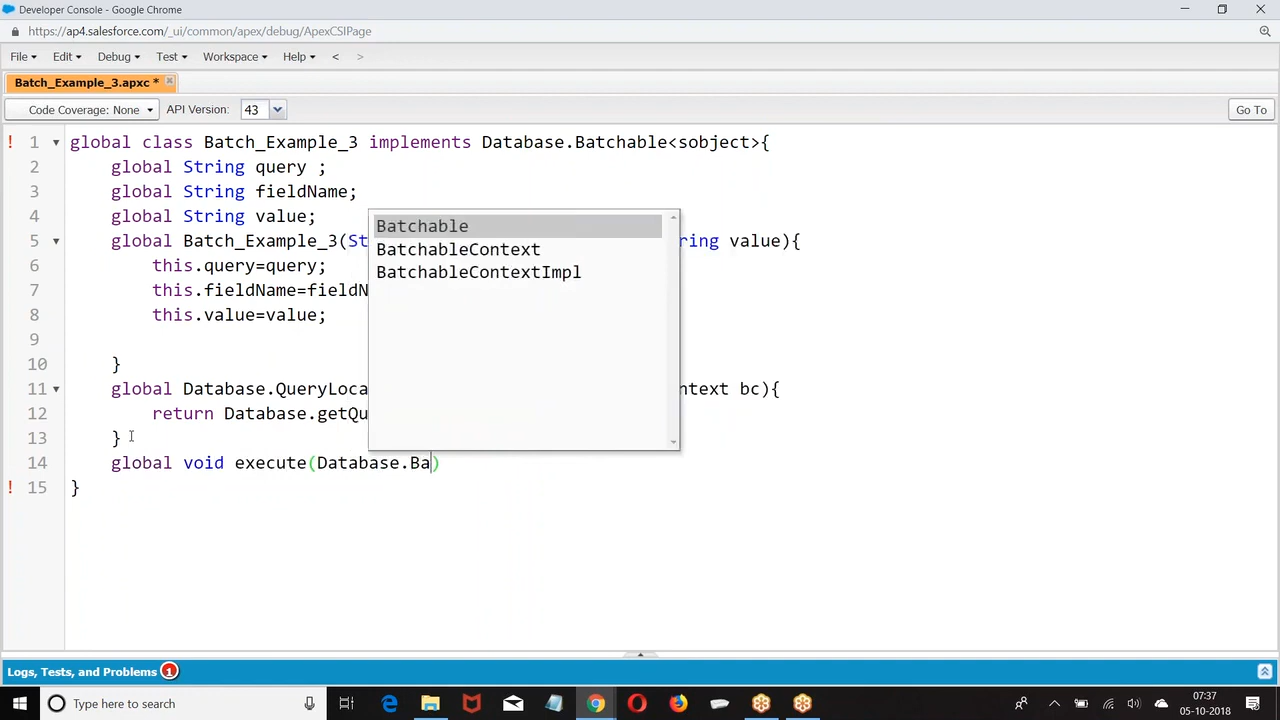 Developer Console - Google Chrome
https://ap4.salesforce.com/_ui/common/apex/debug/ApexCSIPage
File Edit Debug Test Workspace Help < >
Batch_Example_3.apxc *
Code Coverage: None API Version: 43 Go To
! 1 global class Batch_Example_3 implements Database.Batchable<sobject>{
2 global String query ;
3 global String fieldName;
4 global String value;
5 global Batch_Example_3(St ring value){
6 this.query=query;
7 this.fieldName=fieldN
8 this.value=value;
9
10 }
11 global Database.QueryLoca ntext bc){
12 return Database.getQu
13 }
14 global void execute(Database.Ba)
! 15 }
Batchable
BatchableContext
BatchableContextImpl
Logs, Tests, and Problems 1
Type here to search
07:37
05-10-2018